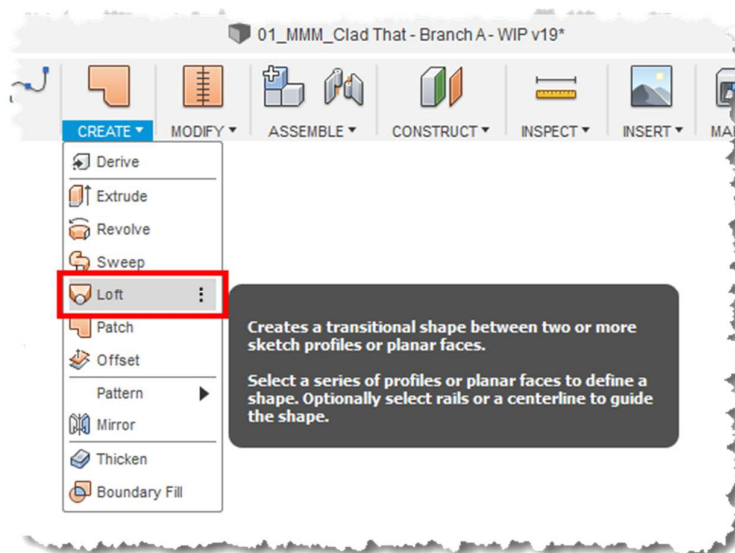 01_MMM_Clad That - Branch A - WIP v19*
CREATE ▾ MODIFY ▾ ASSEMBLE ▾ CONSTRUCT ▾ INSPECT ▾ INSERT ▾
Derive
Extrude
Revolve
Sweep
Loft
Patch
Offset
Pattern
Mirror
Thicken
Boundary Fill
Creates a transitional shape between two or more
sketch profiles or planar faces.
Select a series of profiles or planar faces to define a
shape. Optionally select rails or a centerline to guide
the shape.